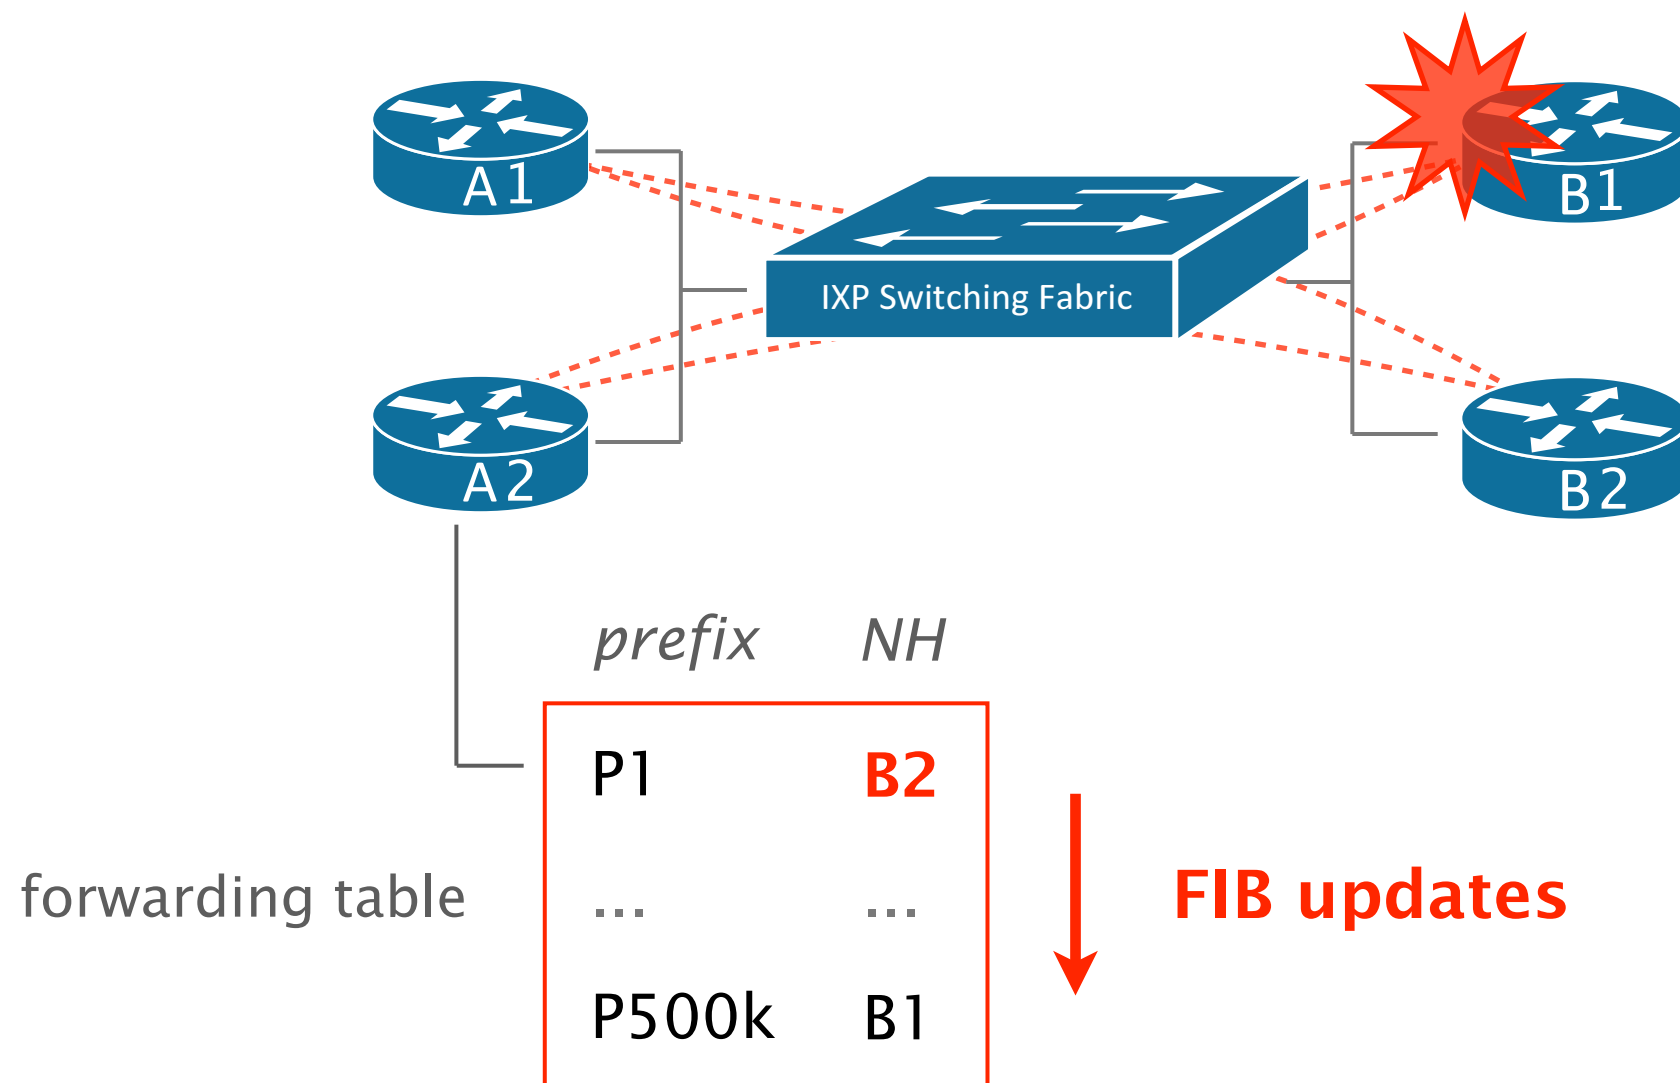 A1
B1
IXP Switching Fabric
A2
B2
prefix NH
P1 B2
forwarding table ... ... FIB updates
P500k B1